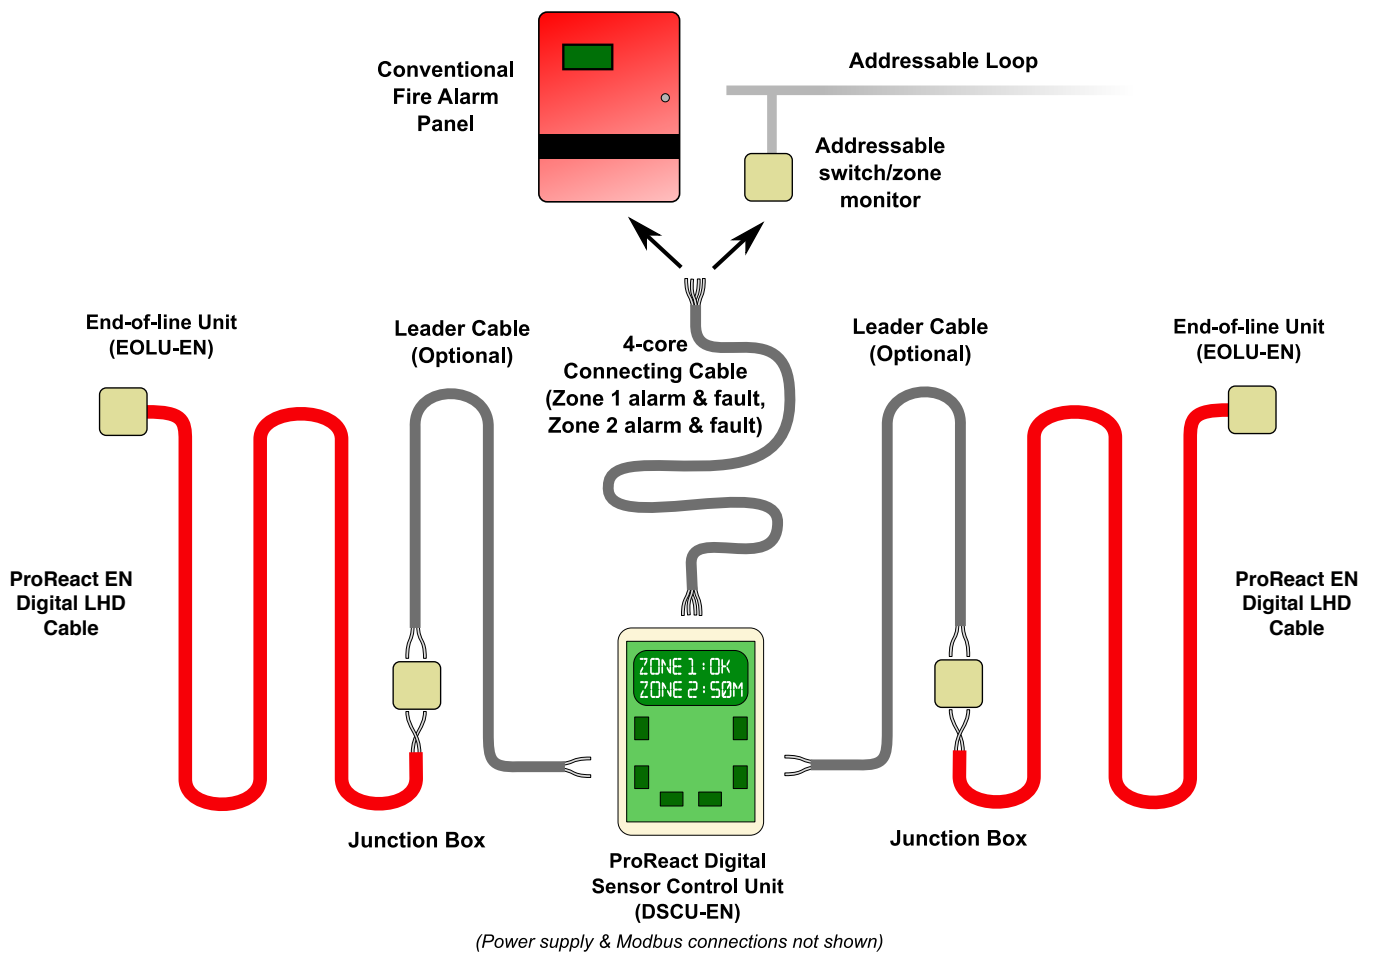 Conventional
Fire Alarm
Panel
Addressable Loop
Addressable
switch/zone
monitor
End-of-line Unit
(EOLU-EN)
Leader Cable
(Optional)
4-core
Connecting Cable
(Zone 1 alarm & fault,
Zone 2 alarm & fault)
Leader Cable
(Optional)
End-of-line Unit
(EOLU-EN)
ProReact EN
Digital LHD
Cable
ProReact EN
Digital LHD
Cable
ZONE 1:OK
ZONE 2:50M
Junction Box
Junction Box
ProReact Digital
Sensor Control Unit
(DSCU-EN)
(Power supply & Modbus connections not shown)